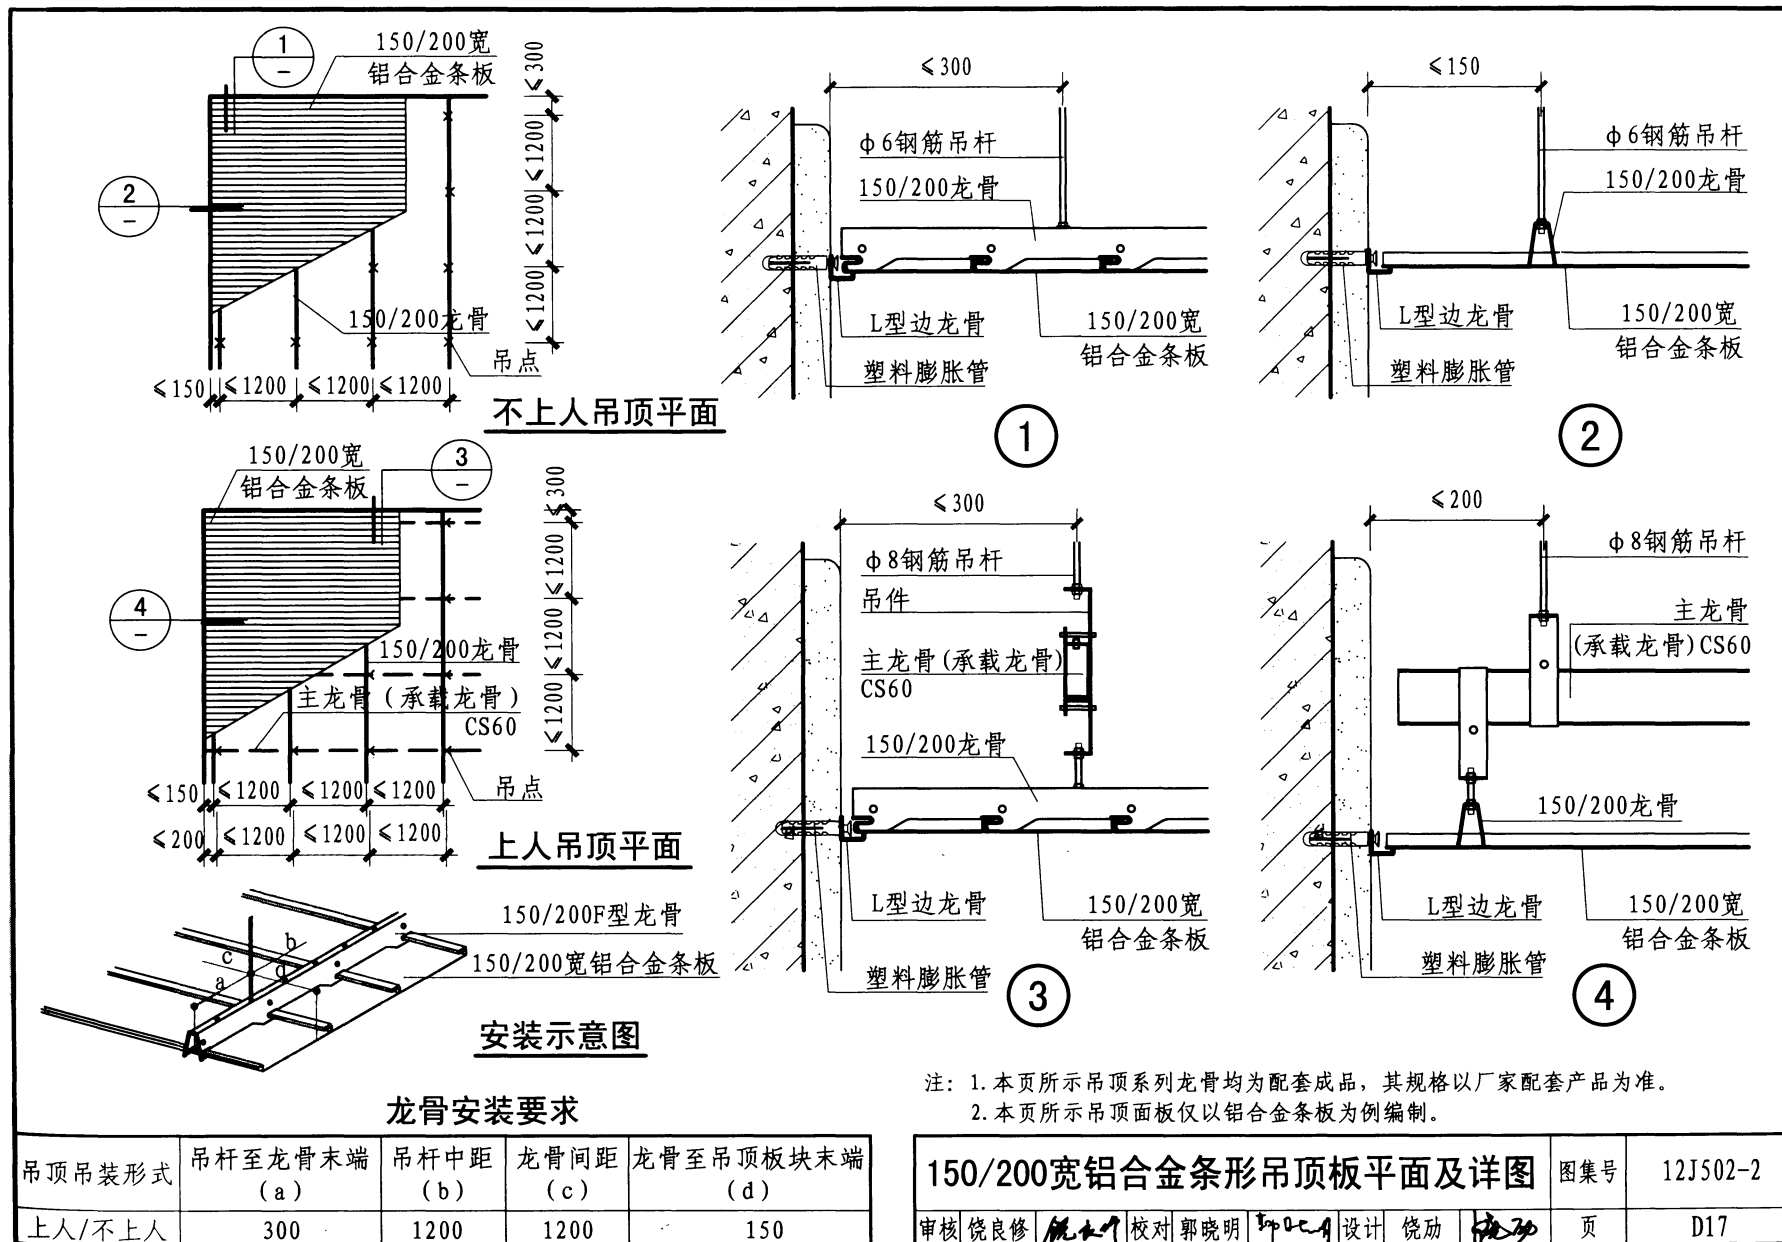 1
-
150/200宽
铝合金条板
≤300
≤1200
≤1200
≤1200
2
-
150/200龙骨
吊点
≤150
≤1200
≤1200
≤1200
不上人吊顶平面
≤300
φ6钢筋吊杆
150/200龙骨
L型边龙骨
150/200宽
铝合金条板
塑料膨胀管
1
≤150
φ6钢筋吊杆
150/200龙骨
L型边龙骨
150/200宽
铝合金条板
塑料膨胀管
2
150/200宽
铝合金条板
3
-
≤300
≤1200
≤1200
≤1200
4
-
150/200龙骨
主龙骨(承载龙骨)
CS60
吊点
≤150
≤1200
≤1200
≤1200
≤200
≤1200
≤1200
≤1200
上人吊顶平面
≤300
φ8钢筋吊杆
吊件
主龙骨(承载龙骨)
CS60
150/200龙骨
L型边龙骨
150/200宽
铝合金条板
塑料膨胀管
3
≤200
φ8钢筋吊杆
主龙骨
(承载龙骨)CS60
150/200龙骨
L型边龙骨
150/200宽
铝合金条板
塑料膨胀管
4
a
b
c
d
150/200F型龙骨
150/200宽铝合金条板
安装示意图
注: 1.本页所示吊顶系列龙骨均为配套成品，其规格以厂家配套产品为准。
2.本页所示吊顶面板仅以铝合金条板为例编制。
龙骨安装要求
吊顶吊装形式 吊杆至龙骨末端(a) 吊杆中距(b) 龙骨间距(c) 龙骨至吊顶板块末端(d)
上人/不上人 300 1200 1200 150
150/200宽铝合金条形吊顶板平面及详图 图集号 12J502-2
审核 饶良修 校对 郭晓明 设计 饶劢 页 D17